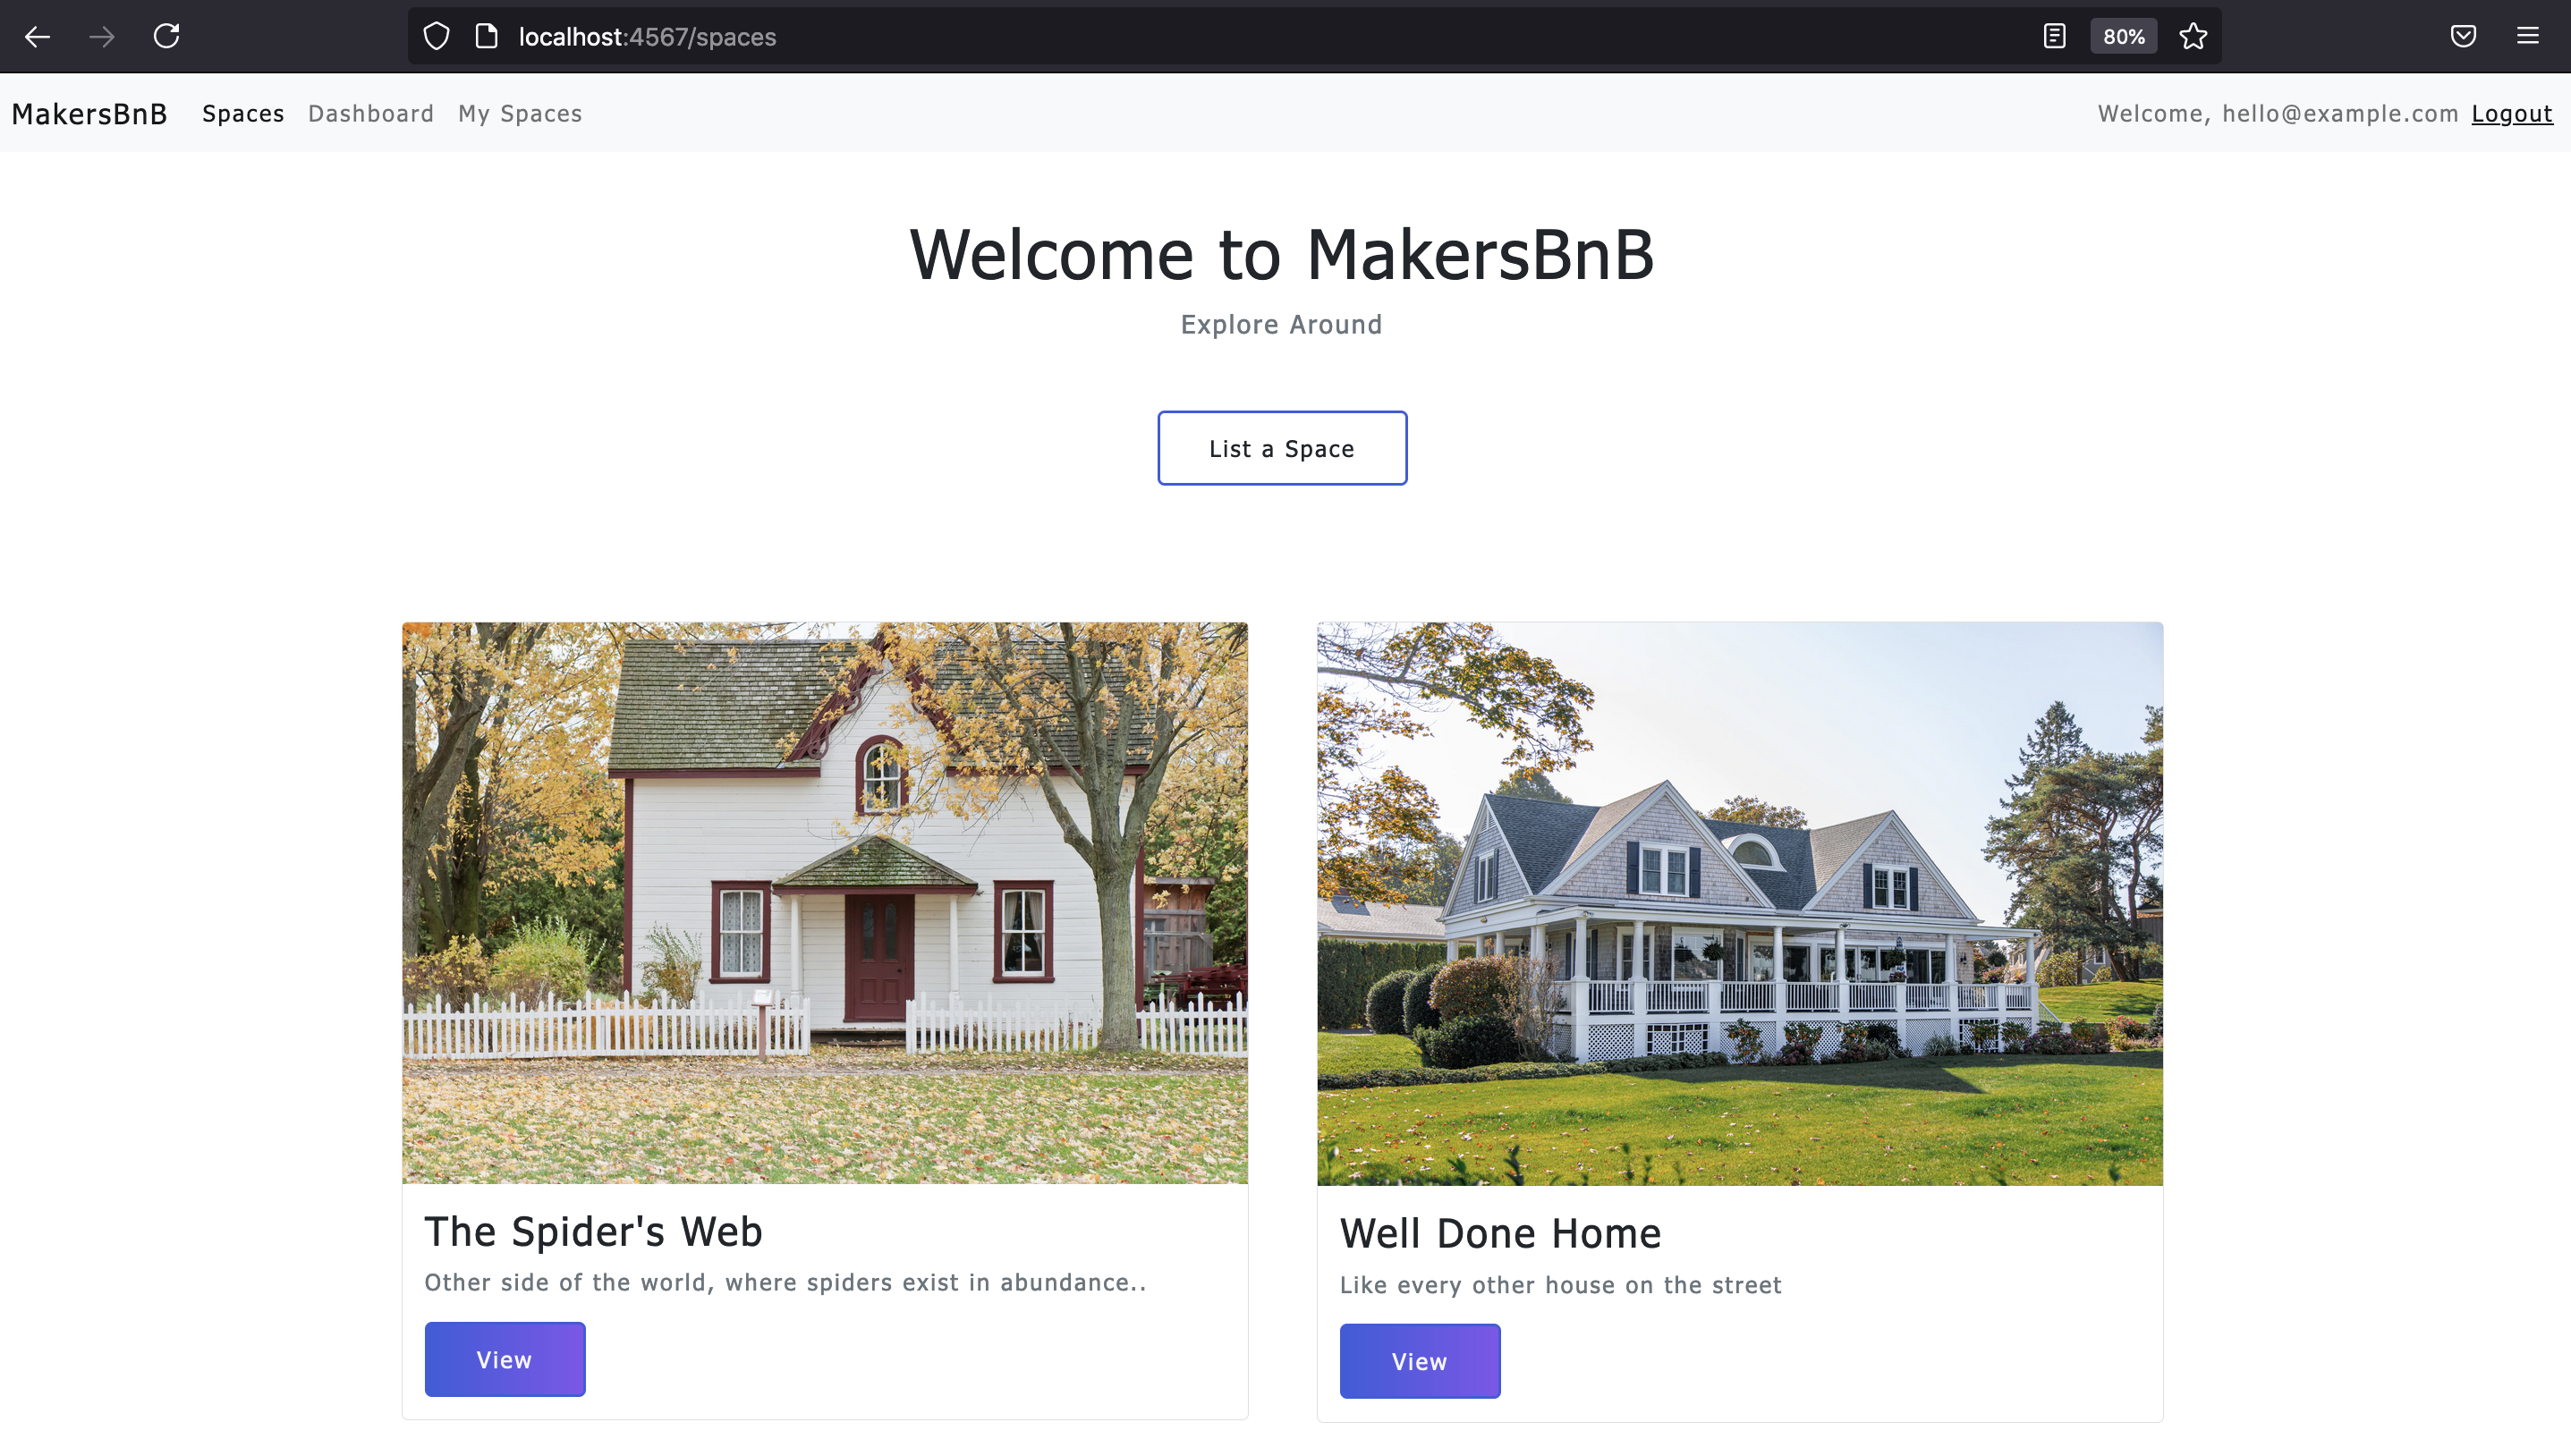 localhost:4567/spaces
80%
MakersBnB Spaces Dashboard My Spaces
Welcome, hello@example.com Logout
Welcome to MakersBnB
Explore Around
List a Space
The Spider's Web
Other side of the world, where spiders exist in abundance..
View
Well Done Home
Like every other house on the street
View